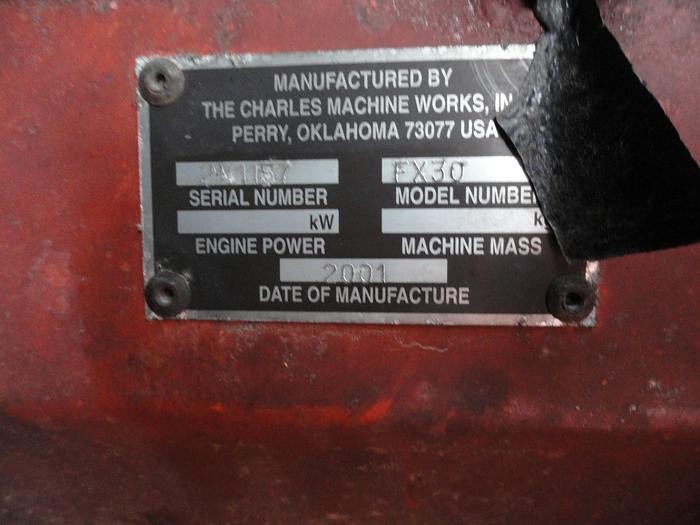 MANUFACTURED BY
THE CHARLES MACHINE WORKS, IN
PERRY, OKLAHOMA 73077 USA
FX30
SERIAL NUMBER MODEL NUMBER
kW
ENGINE POWER MACHINE MASS
2001
DATE OF MANUFACTURE